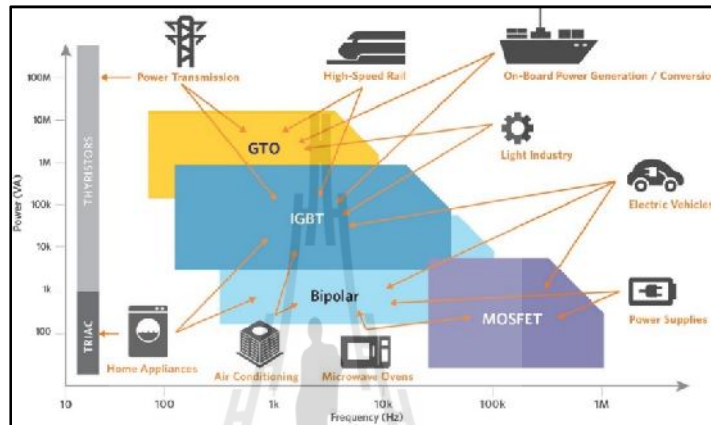 Power Transmission
High-Speed Rail
On-Board Power Generation / Conversion
100M
10M
GTO
Light Industry
1M
THYRISTORS
Power (VA)
100k
IGBT
Electric Vehicles
10k
1k
Bipolar
MOSFET
Power Supplies
100
TRIAC
Home Appliances
Air Conditioning
Microwave Ovens
10
100
1k
10k
100k
1M
Frequency (Hz)